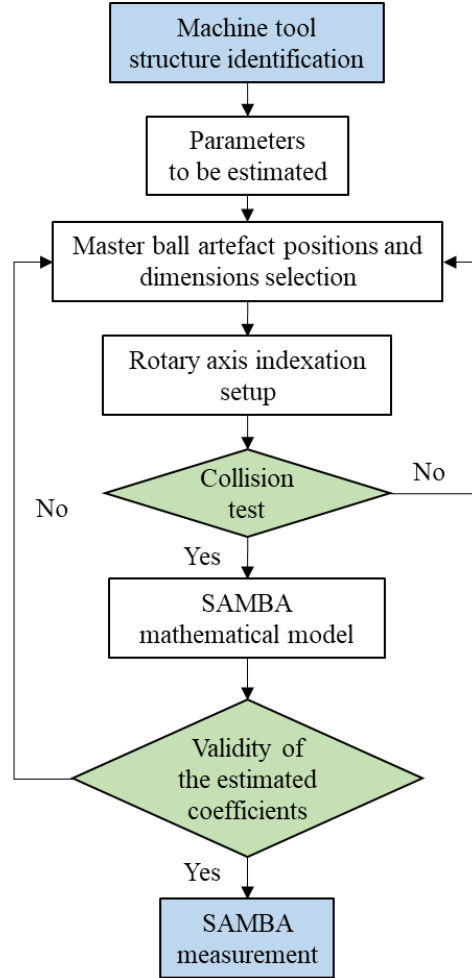 Machine tool
structure identification
Parameters
to be estimated
Master ball artefact positions and
dimensions selection
Rotary axis indexation
setup
Collision
test
No
No
Yes
SAMBA
mathematical model
Validity of
the estimated
coefficients
Yes
SAMBA
measurement